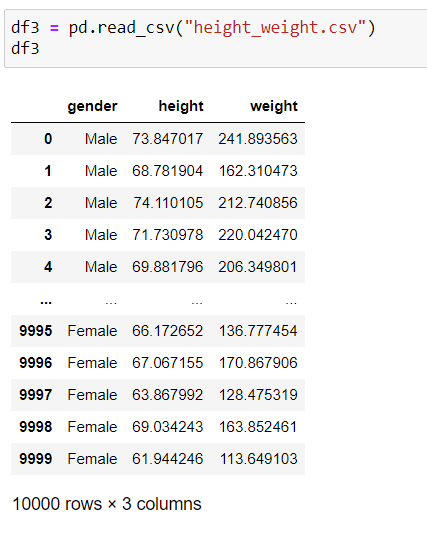 df3 = pd.read_csv("height_weight.csv")
df3
gender height weight
0 Male 73.847017 241.893563
1 Male 68.781904 162.310473
2 Male 74.110105 212.740856
3 Male 71.730978 220.042470
4 Male 69.881796 206.349801
... ... ... ...
9995 Female 66.172652 136.777454
9996 Female 67.067155 170.867906
9997 Female 63.867992 128.475319
9998 Female 69.034243 163.852461
9999 Female 61.944246 113.649103
10000 rows × 3 columns